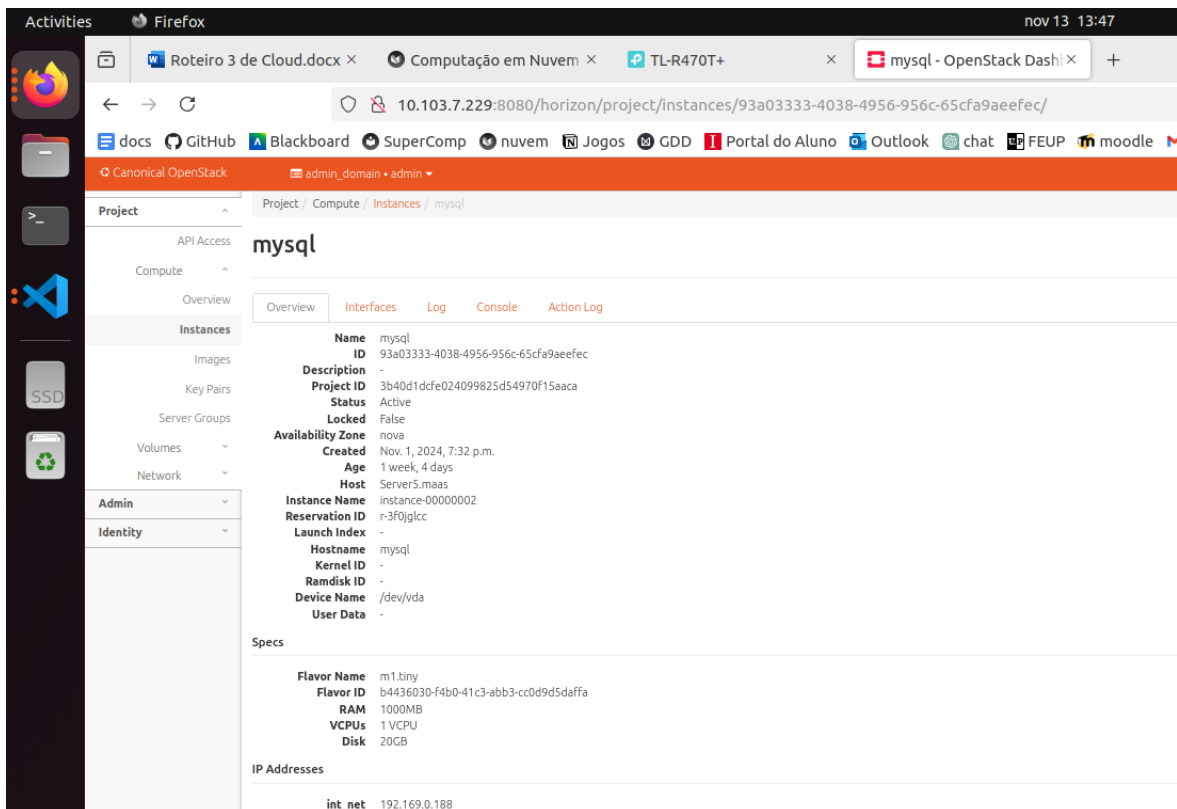 Activities Firefox nov 13 13:47
Roteiro 3 de Cloud.docx × Computação em Nuvem × TL-R470T+ × mysql - OpenStack Dashl × +
10.103.7.229:8080/horizon/project/instances/93a03333-4038-4956-956c-65cfa9aeefec/
docs GitHub Blackboard SuperComp nuvem Jogos GDD Portal do Aluno Outlook chat FEUP moodle
Canonical OpenStack admin_domain • admin
Project
API Access
Compute
Overview
Instances
Images
Key Pairs
Server Groups
Volumes
Network
Admin
Identity
SSD
Project / Compute / Instances / mysql
mysql
Overview Interfaces Log Console Action Log
Name mysql
ID 93a03333-4038-4956-956c-65cfa9aeefec
Description -
Project ID 3b40d1dcfe024099825d54970f15aaca
Status Active
Locked False
Availability Zone nova
Created Nov. 1, 2024, 7:32 p.m.
Age 1 week, 4 days
Host Server5.maas
Instance Name instance-00000002
Reservation ID r-3f0jglcc
Launch Index -
Hostname mysql
Kernel ID -
Ramdisk ID -
Device Name /dev/vda
User Data -
Specs
Flavor Name m1.tiny
Flavor ID b4436030-f4b0-41c3-abb3-cc0d9d5daffa
RAM 1000MB
VCPUs 1 VCPU
Disk 20GB
IP Addresses
int_net 192.169.0.188